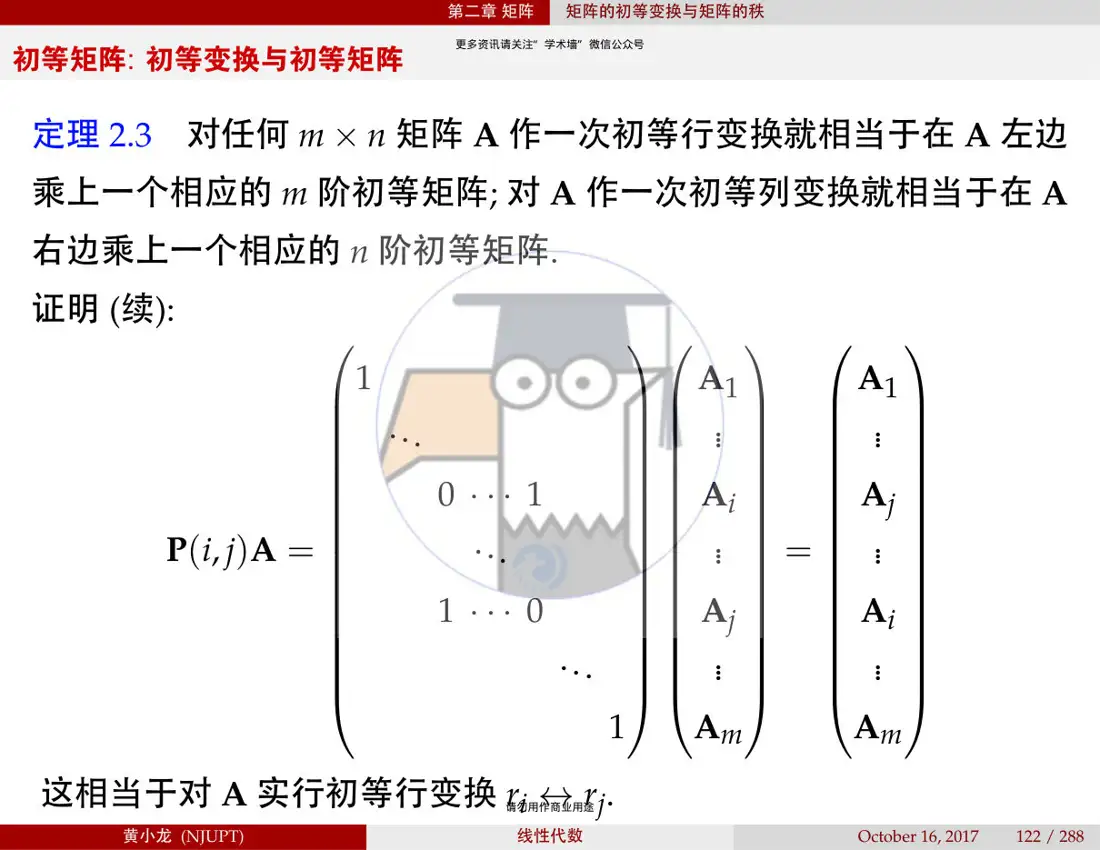 第二章 矩阵 矩阵的初等变换与矩阵的秩
更多资讯请关注“学术墙”微信公众号
初等矩阵: 初等变换与初等矩阵
定理 2.3 对任何 m × n 矩阵 A 作一次初等行变换就相当于在 A 左边
乘上一个相应的 m 阶初等矩阵; 对 A 作一次初等列变换就相当于在 A
右边乘上一个相应的 n 阶初等矩阵.
证明 (续):
1 A₁ A₁
⋱ ⋮ ⋮
0 ⋯ 1 Aᵢ Aⱼ
P(i, j)A = ⋱ ⋮ = ⋮
1 ⋯ 0 Aⱼ Aᵢ
⋱ ⋮ ⋮
1 Aₘ Aₘ
这相当于对 A 实行初等行变换 rᵢ ↔ rⱼ.
请勿用作商业用途
黄小龙 (NJUPT) 线性代数 October 16, 2017 122 / 288